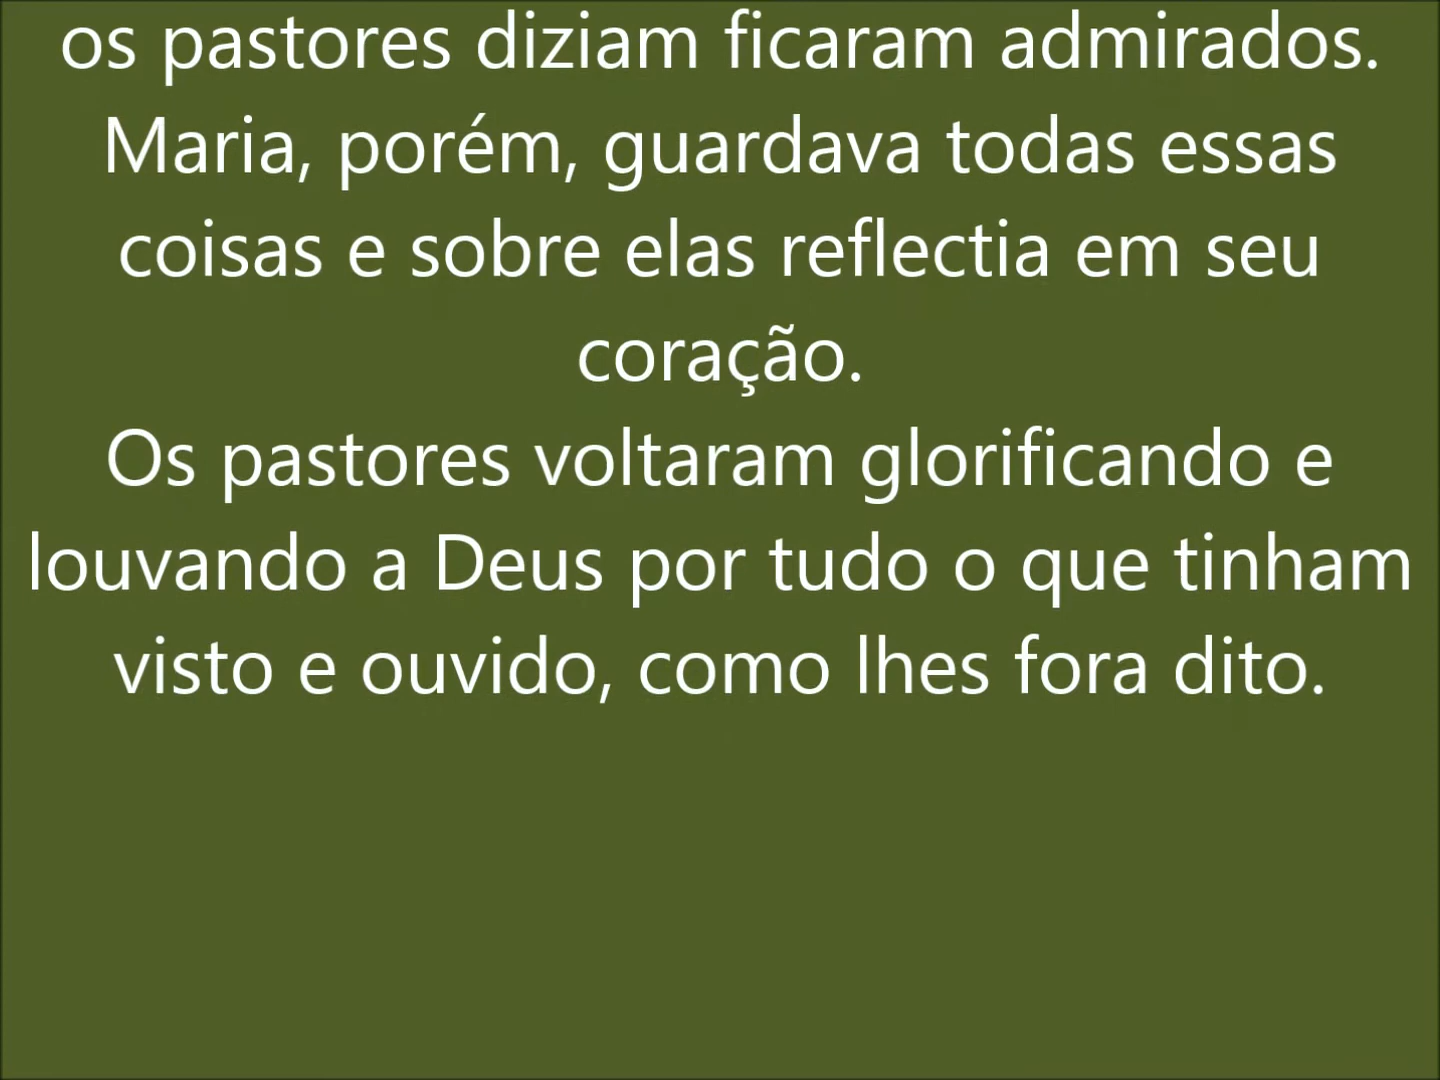 os pastores diziam ficaram admirados.
Maria, porém, guardava todas essas
coisas e sobre elas reflectia em seu
coração.
Os pastores voltaram glorificando e
louvando a Deus por tudo o que tinham
visto e ouvido, como lhes fora dito.